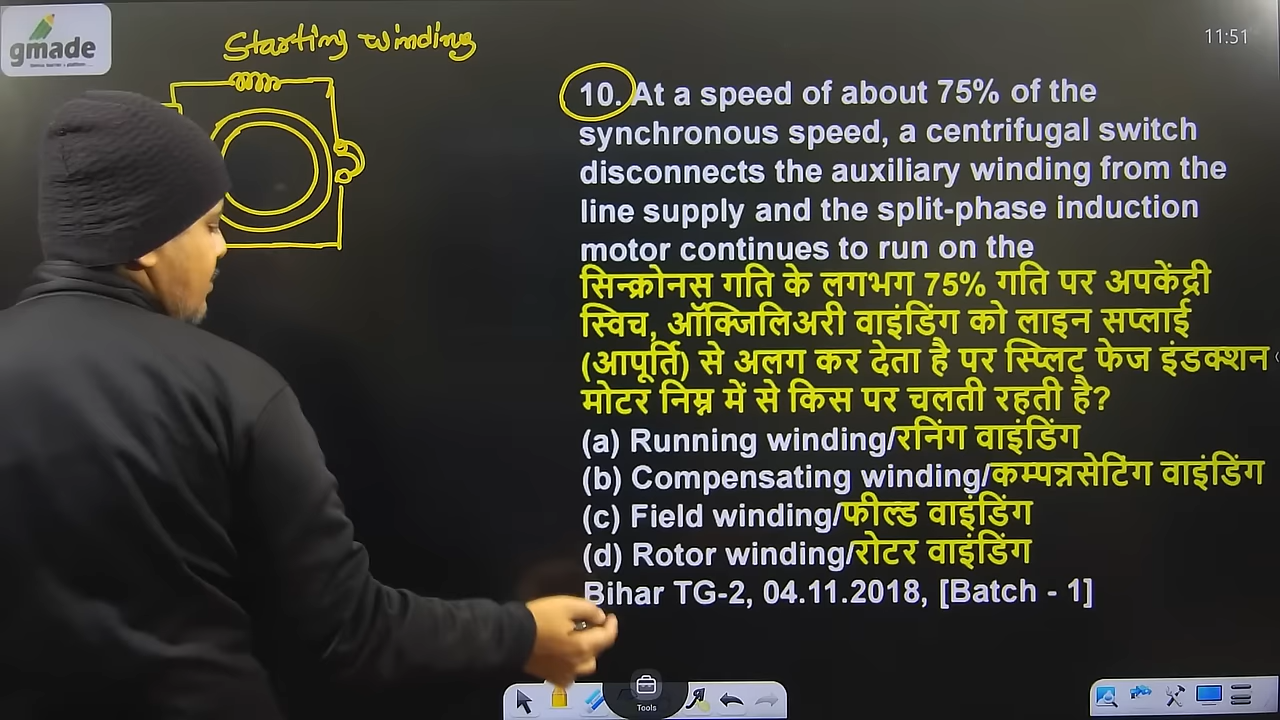 gmade
Starting winding
11:51
10. At a speed of about 75% of the
synchronous speed, a centrifugal switch
disconnects the auxiliary winding from the
line supply and the split-phase induction
motor continues to run on the
सिन्क्रोनस गति के लगभग 75% गति पर अपकेंद्री
स्विच, ऑक्जिलिअरी वाइंडिंग को लाइन सप्लाई
(आपूर्ति) से अलग कर देता है पर स्प्लिट फेज इंडक्शन
मोटर निम्न में से किस पर चलती रहती है?
(a) Running winding/रनिंग वाइंडिंग
(b) Compensating winding/कम्पन्नसेटिंग वाइंडिंग
(c) Field winding/फील्ड वाइंडिंग
(d) Rotor winding/रोटर वाइंडिंग
Bihar TG-2, 04.11.2018, [Batch - 1]
Tools